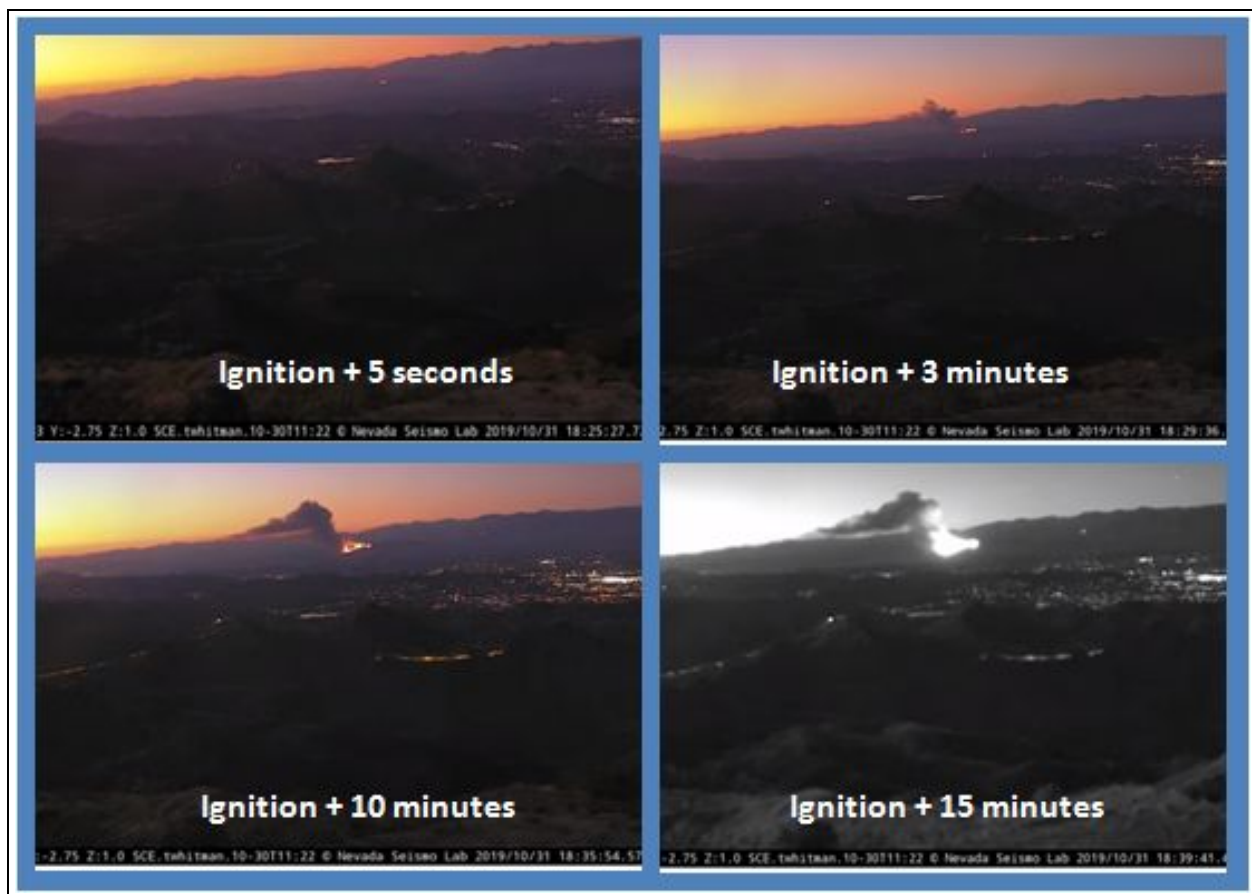 Ignition + 5 seconds
3 Y:-2.75 Z:1.0 SCE.twhitman.10-30T11:22 © Nevada Seismo Lab 2019/10/31 18:25:27.7
Ignition + 3 minutes
2.75 Z:1.0 SCE.twhitman.10-30T11:22 © Nevada Seismo Lab 2019/10/31 18:29:36.
Ignition + 10 minutes
:-2.75 Z:1.0 SCE.twhitman.10-30T11:22 © Nevada Seismo Lab 2019/10/31 18:35:54.57
Ignition + 15 minutes
-2.75 Z:1.0 SCE.twhitman.10-30T11:22 © Nevada Seismo Lab 2019/10/31 18:39:41.